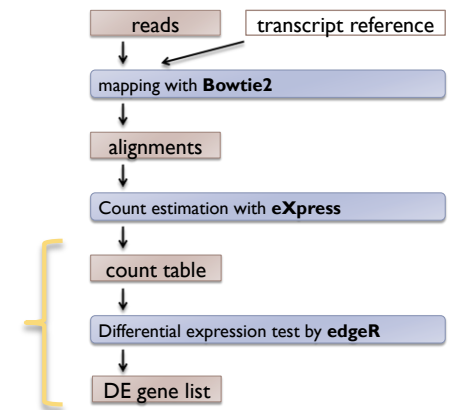 reads
transcript reference
mapping with Bowtie2
alignments
Count estimation with eXpress
count table
Differential expression test by edgeR
DE gene list